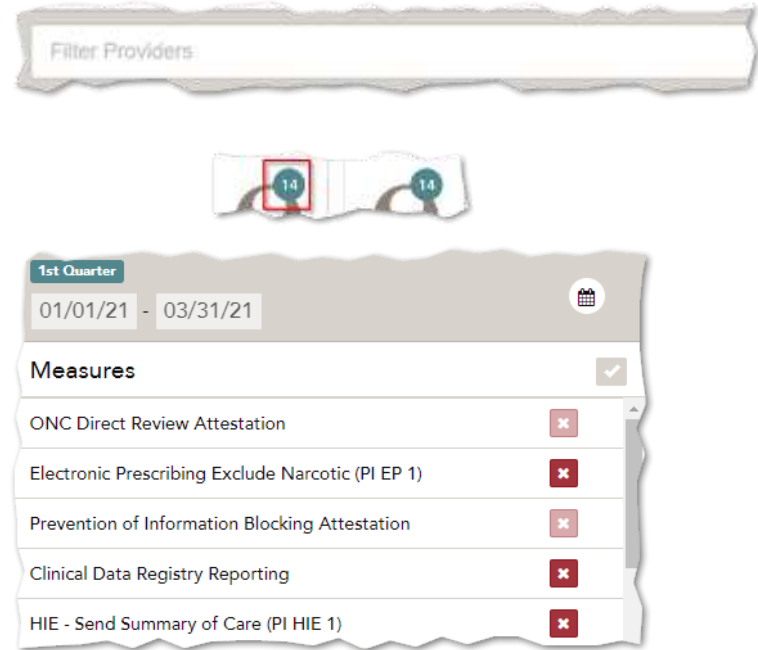 Filter Providers
14 14
1st Quarter
01/01/21 - 03/31/21
Measures
ONC Direct Review Attestation
Electronic Prescribing Exclude Narcotic (PI EP 1)
Prevention of Information Blocking Attestation
Clinical Data Registry Reporting
HIE - Send Summary of Care (PI HIE 1)